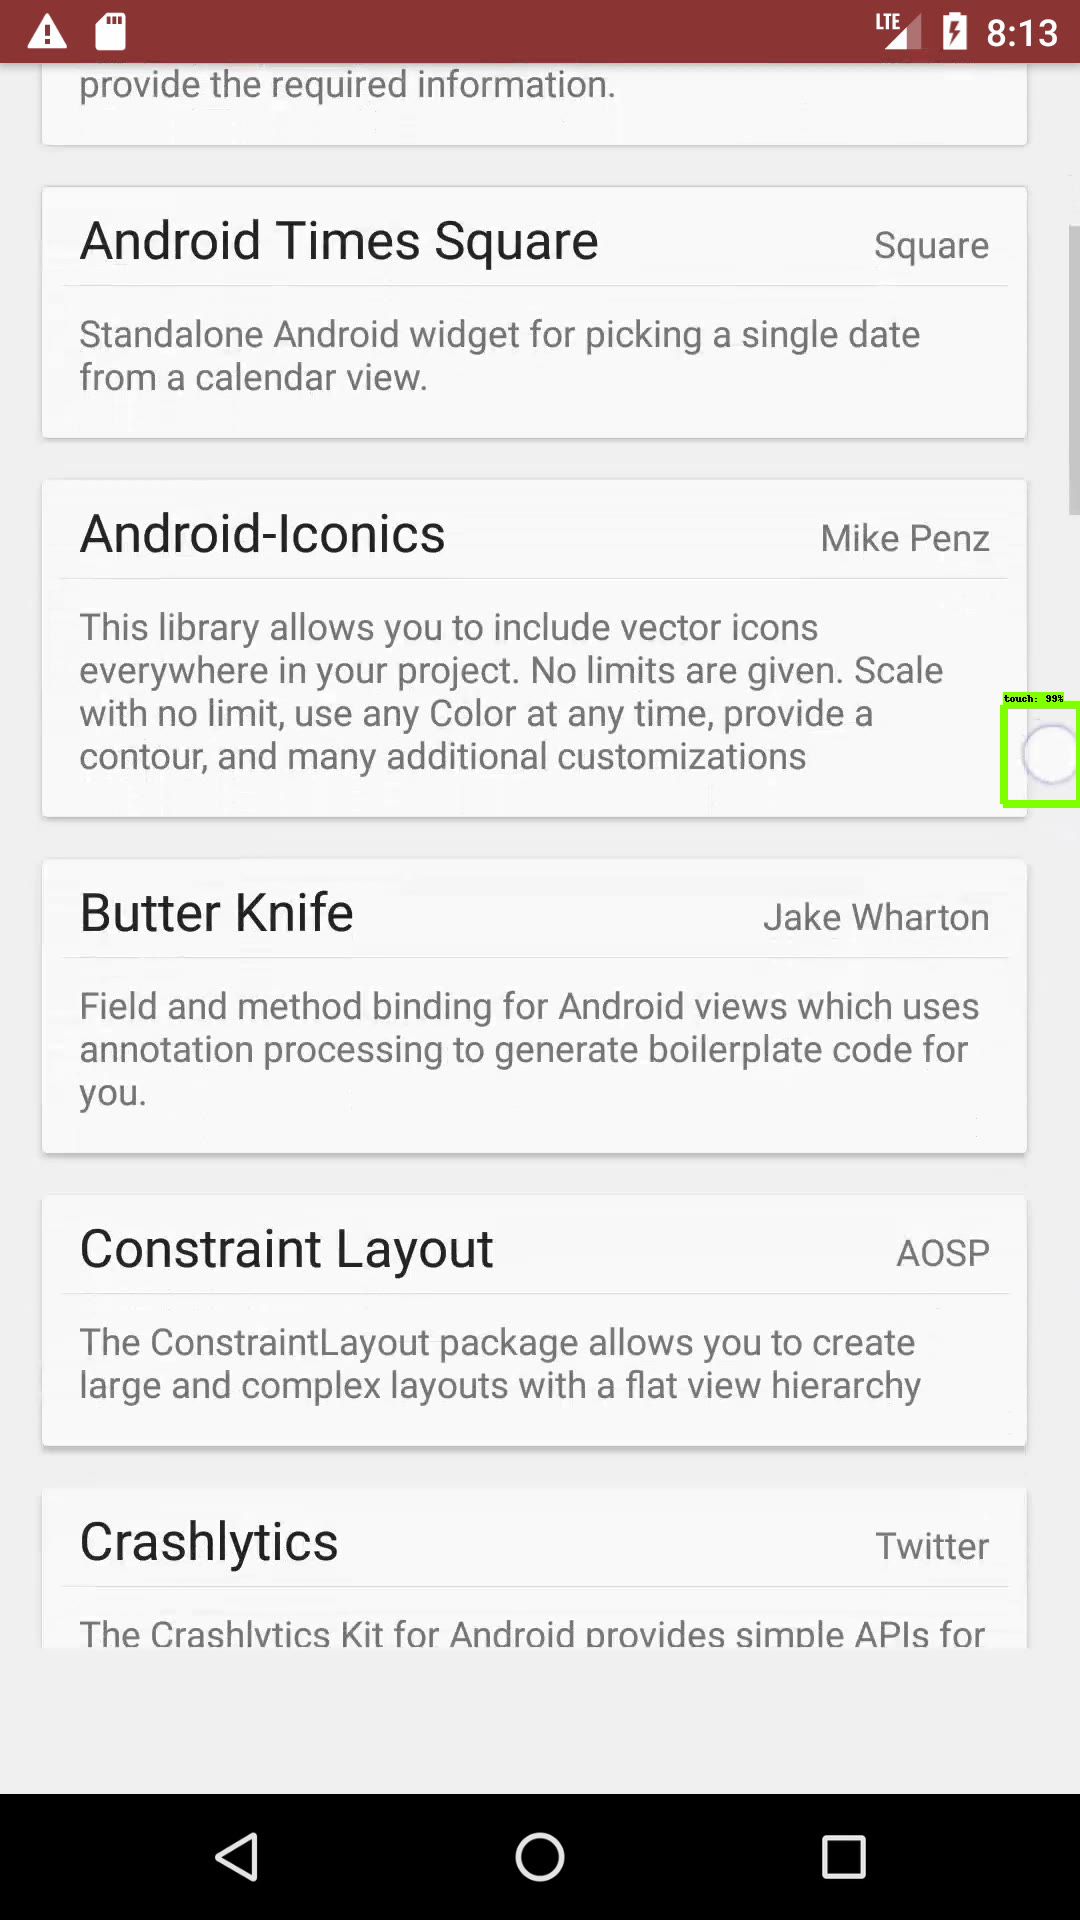 LTE 8:13
provide the required information.
Android Times Square Square
Standalone Android widget for picking a single date
from a calendar view.
Android-Iconics Mike Penz
This library allows you to include vector icons
everywhere in your project. No limits are given. Scale
with no limit, use any Color at any time, provide a
contour, and many additional customizations
touch: 99%
Butter Knife Jake Wharton
Field and method binding for Android views which uses
annotation processing to generate boilerplate code for
you.
Constraint Layout AOSP
The ConstraintLayout package allows you to create
large and complex layouts with a flat view hierarchy
Crashlytics Twitter
The Crashlytics Kit for Android provides simple APIs for